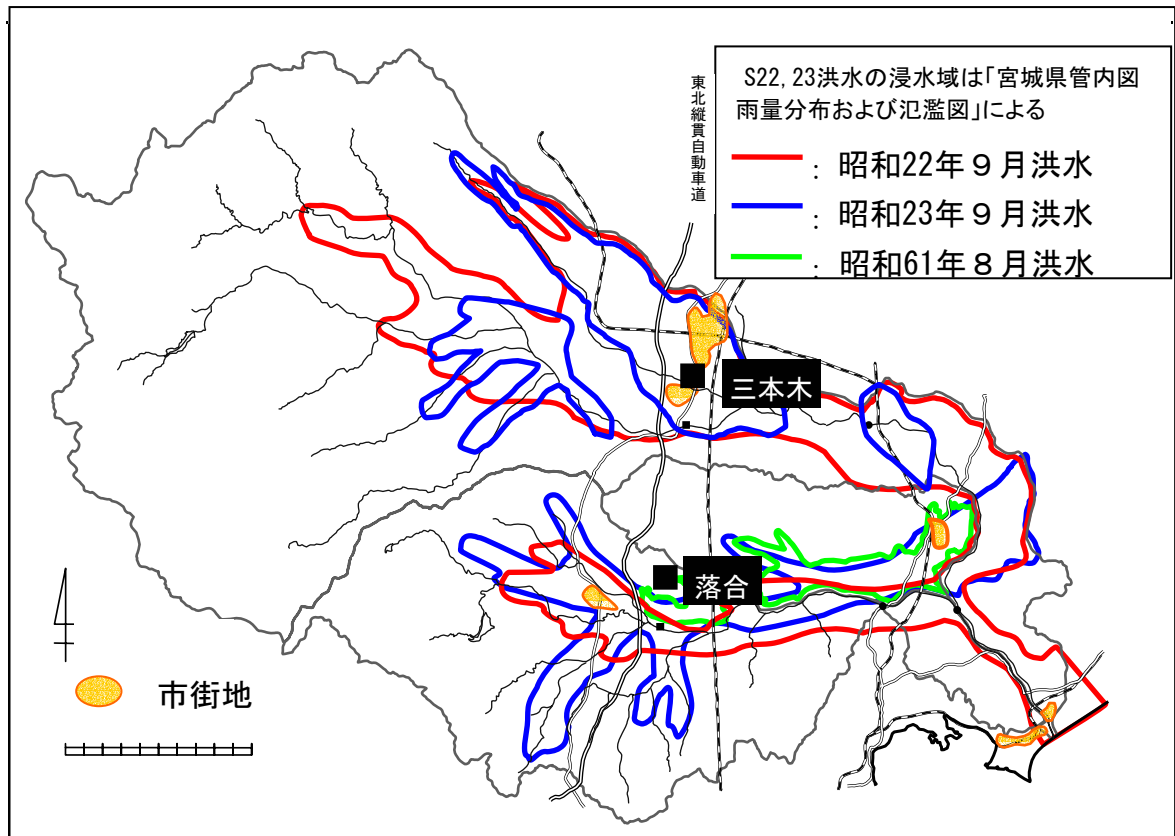 S22,23洪水の浸水域は「宮城県管内図
雨量分布および氾濫図」による
：昭和22年９月洪水
：昭和23年９月洪水
：昭和61年８月洪水
東北縦貫自動車道
三本木
落合
市街地